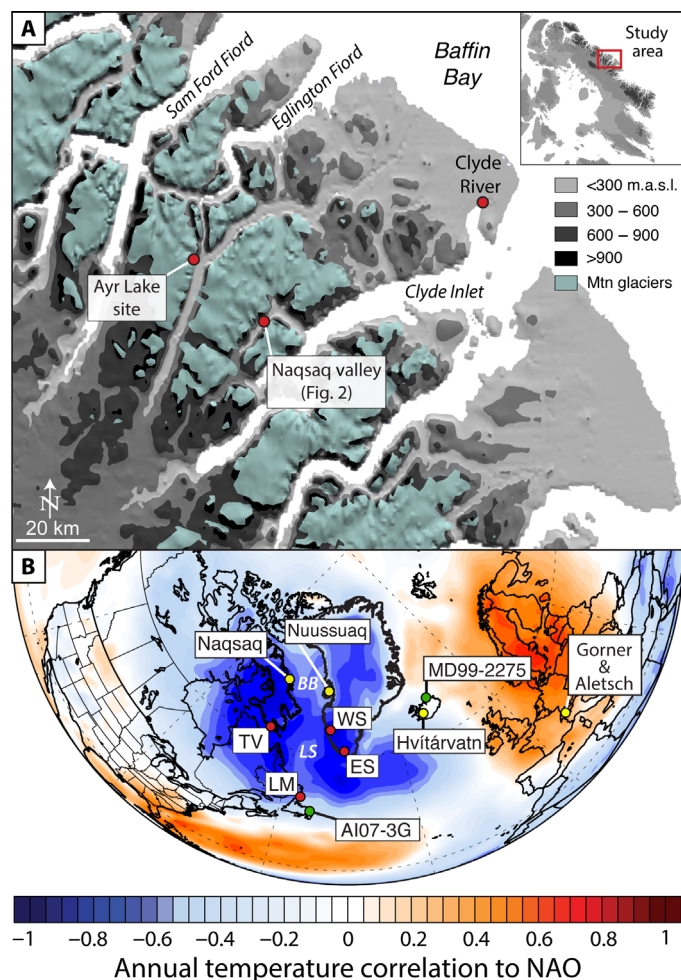 A
Sam Ford Fiord
Eglington Fiord
Baffin
Bay
Study
area
Clyde
River
<300 m.a.s.l.
300 – 600
600 – 900
>900
Mtn glaciers
Ayr Lake
site
Clyde Inlet
Naqsaq valley
(Fig. 2)
N
20 km
B
Naqsaq
Nuussuaq
BB
MD99-2275
Gorner
&
Aletsch
WS
Hvítárvatn
TV
LS
ES
LM
AI07-3G
−1
−0.8
−0.6
−0.4
−0.2
0
0.2
0.4
0.6
0.8
1
Annual temperature correlation to NAO